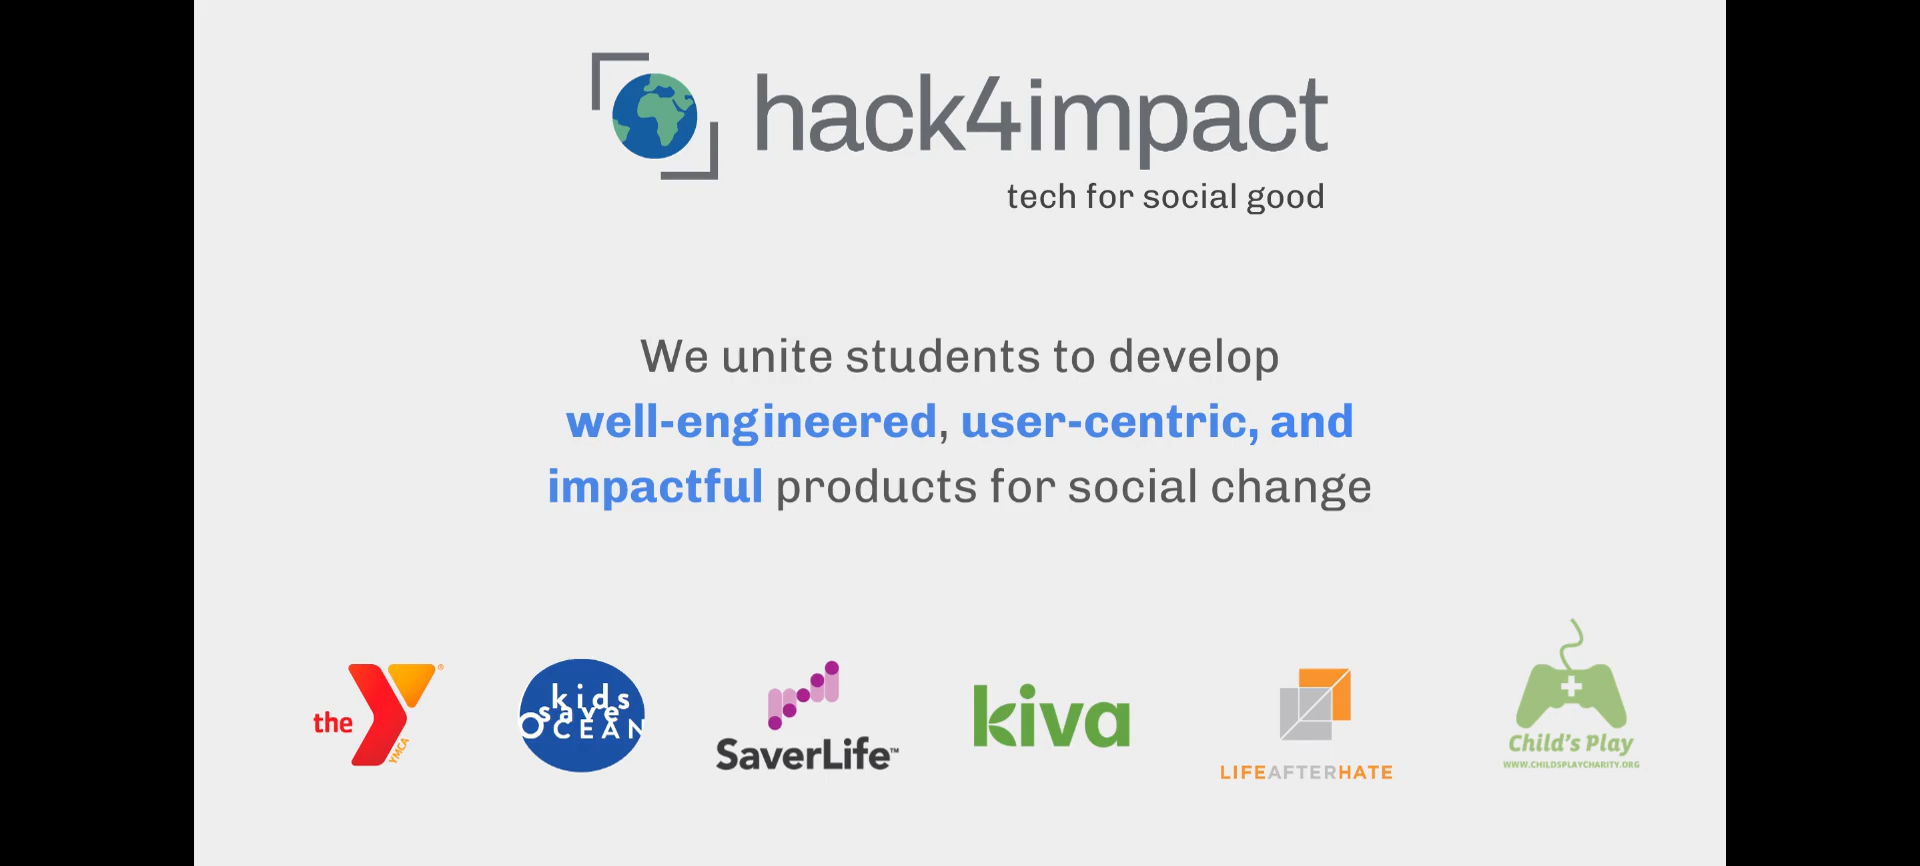 hack4impact
tech for social good
We unite students to develop
well-engineered, user-centric, and
impactful products for social change
the
YMCA
®
kids
save
OCEAN
SaverLife™
kiva
LIFEAFTERHATE
Child's Play
WWW.CHILDSPLAYCHARITY.ORG